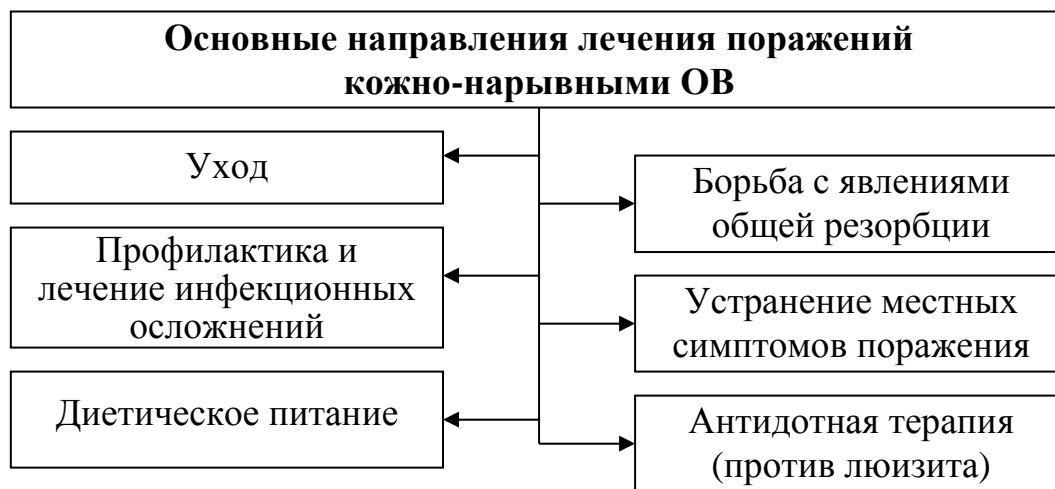 Основные направления лечения поражений
кожно-нарывными ОВ
Уход
Борьба с явлениями
общей резорбции
Профилактика и
лечение инфекционных
осложнений
Устранение местных
симптомов поражения
Диетическое питание
Антидотная терапия
(против люизита)